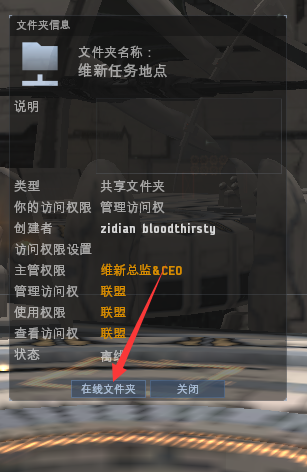 文件夹信息
文件夹名称：
维新任务地点
说明
类型 共享文件夹
你的访问权限 管理访问权
创建者 zidian bloodthirsty
访问权限设置
主管权限 维新总监&CEO
管理访问权 联盟
使用权限 联盟
查看访问权 联盟
状态 离线
在线文件夹 关闭